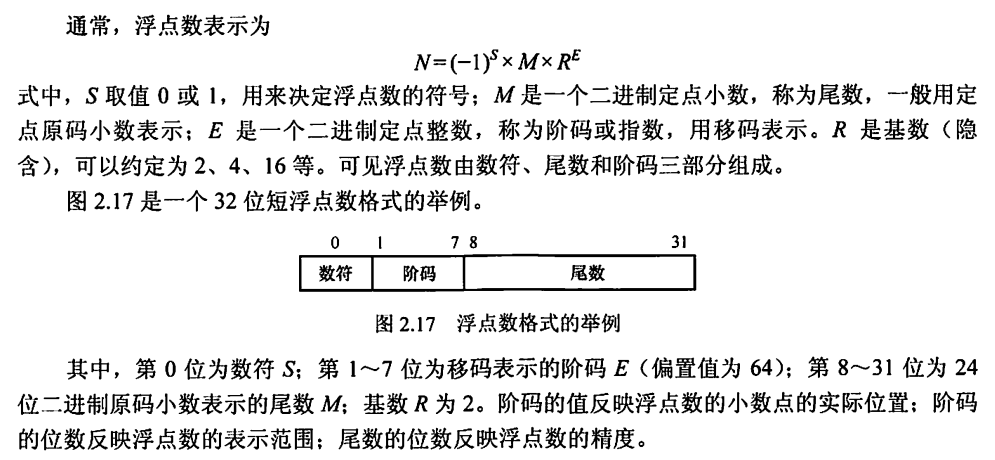 通常，浮点数表示为
N=(−1)^S×M×R^E
式中，S 取值 0 或 1，用来决定浮点数的符号；M 是一个二进制定点小数，称为尾数，一般用定
点原码小数表示；E 是一个二进制定点整数，称为阶码或指数，用移码表示。R 是基数（隐
含），可以约定为 2、4、16 等。可见浮点数由数符、尾数和阶码三部分组成。
图 2.17 是一个 32 位短浮点数格式的举例。
0 1 7 8 31
数符 阶码 尾数
图 2.17 浮点数格式的举例
其中，第 0 位为数符 S；第 1～7 位为移码表示的阶码 E（偏置值为 64）；第 8～31 位为 24
位二进制原码小数表示的尾数 M；基数 R 为 2。阶码的值反映浮点数的小数点的实际位置；阶码
的位数反映浮点数的表示范围；尾数的位数反映浮点数的精度。